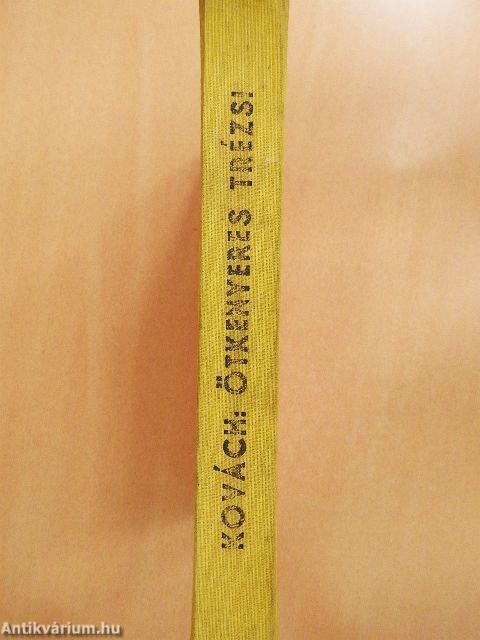 KOVÁCH: ÖTKENYERES TRÉZSI
Antikvárium.hu